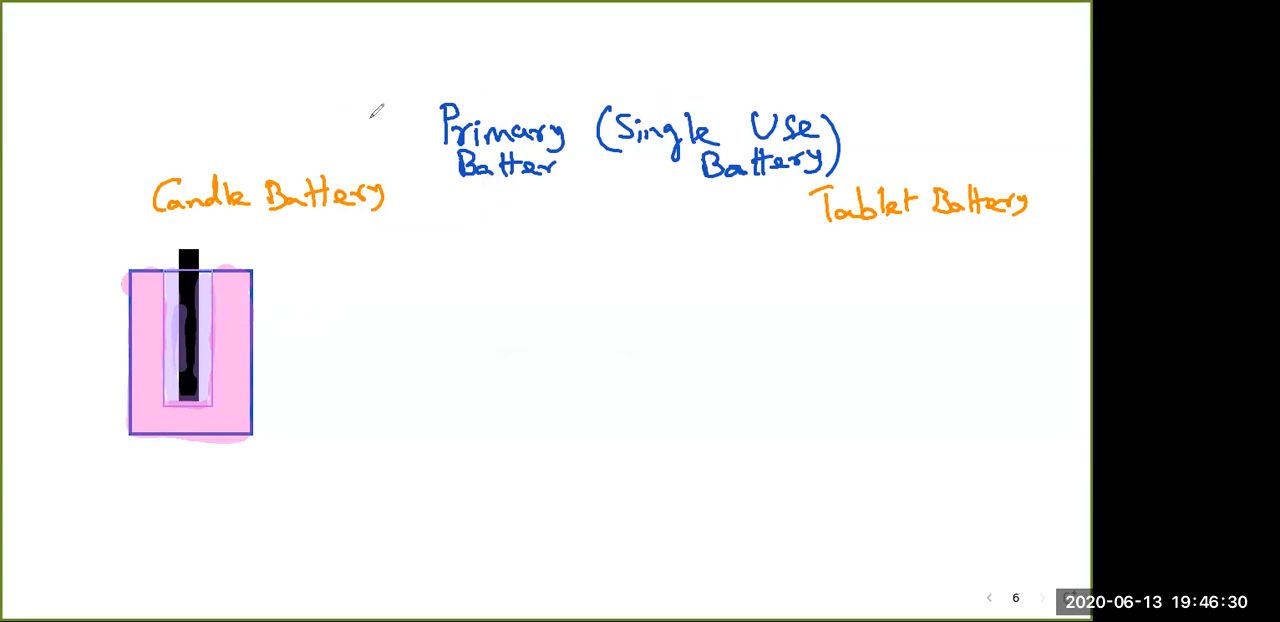 Primary (Single Use
Batter Battery)
Candle Battery
Tablet Battery
6
2020-06-13 19:46:30